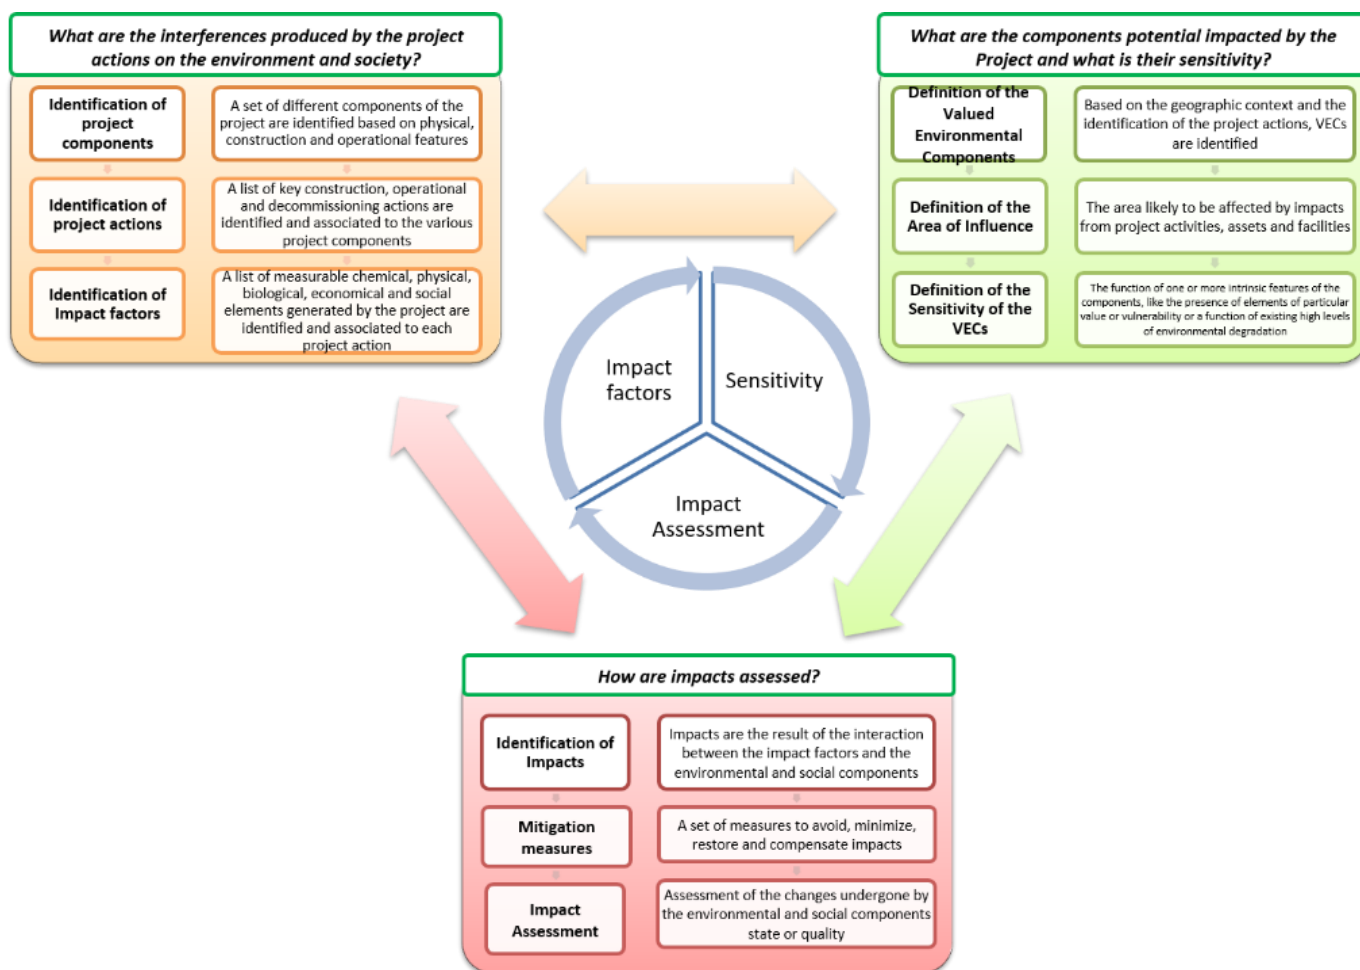 What are the interferences produced by the project
actions on the environment and society?
Identification of
project
components
A set of different components of the
project are identified based on physical,
construction and operational features
Identification of
project actions
A list of key construction, operational
and decommissioning actions are
identified and associated to the various
project components
Identification of
Impact factors
A list of measurable chemical, physical,
biological, economical and social
elements generated by the project are
identified and associated to each
project action
What are the components potential impacted by the
Project and what is their sensitivity?
Definition of the
Valued
Environmental
Components
Based on the geographic context and the
identification of the project actions, VECs
are identified
Definition of the
Area of Influence
The area likely to be affected by impacts
from project activities, assets and facilities
Definition of the
Sensitivity of the
VECs
The function of one or more intrinsic features of the
components, like the presence of elements of particular
value or vulnerability or a function of existing high levels
of environmental degradation
Impact
factors
Sensitivity
Impact
Assessment
How are impacts assessed?
Identification of
Impacts
Impacts are the result of the interaction
between the impact factors and the
environmental and social components
Mitigation
measures
A set of measures to avoid, minimize,
restore and compensate impacts
Impact
Assessment
Assessment of the changes undergone by
the environmental and social components
state or quality